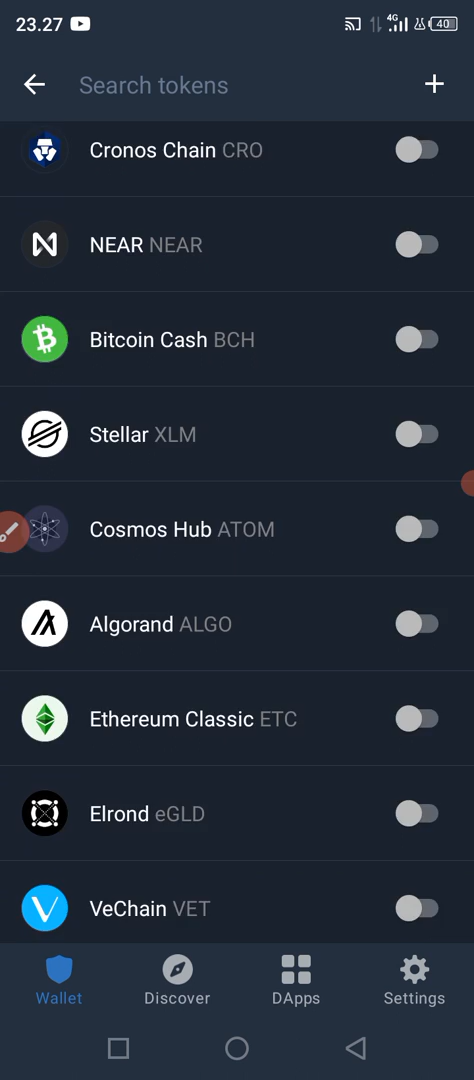 23.27
4G
40
Search tokens
Cronos Chain CRO
NEAR NEAR
Bitcoin Cash BCH
Stellar XLM
Cosmos Hub ATOM
Algorand ALGO
Ethereum Classic ETC
Elrond eGLD
VeChain VET
Wallet Discover DApps Settings